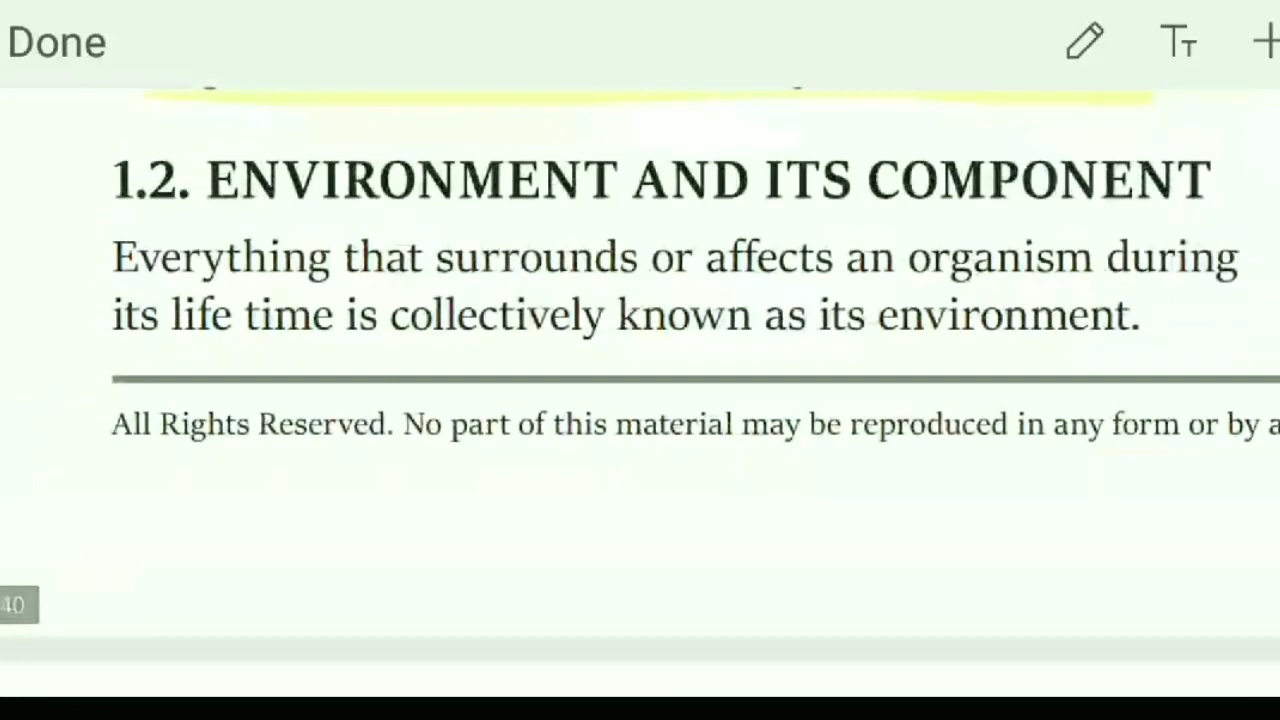 Done
1.2. ENVIRONMENT AND ITS COMPONENT
Everything that surrounds or affects an organism during
its life time is collectively known as its environment.
All Rights Reserved. No part of this material may be reproduced in any form or by a
40